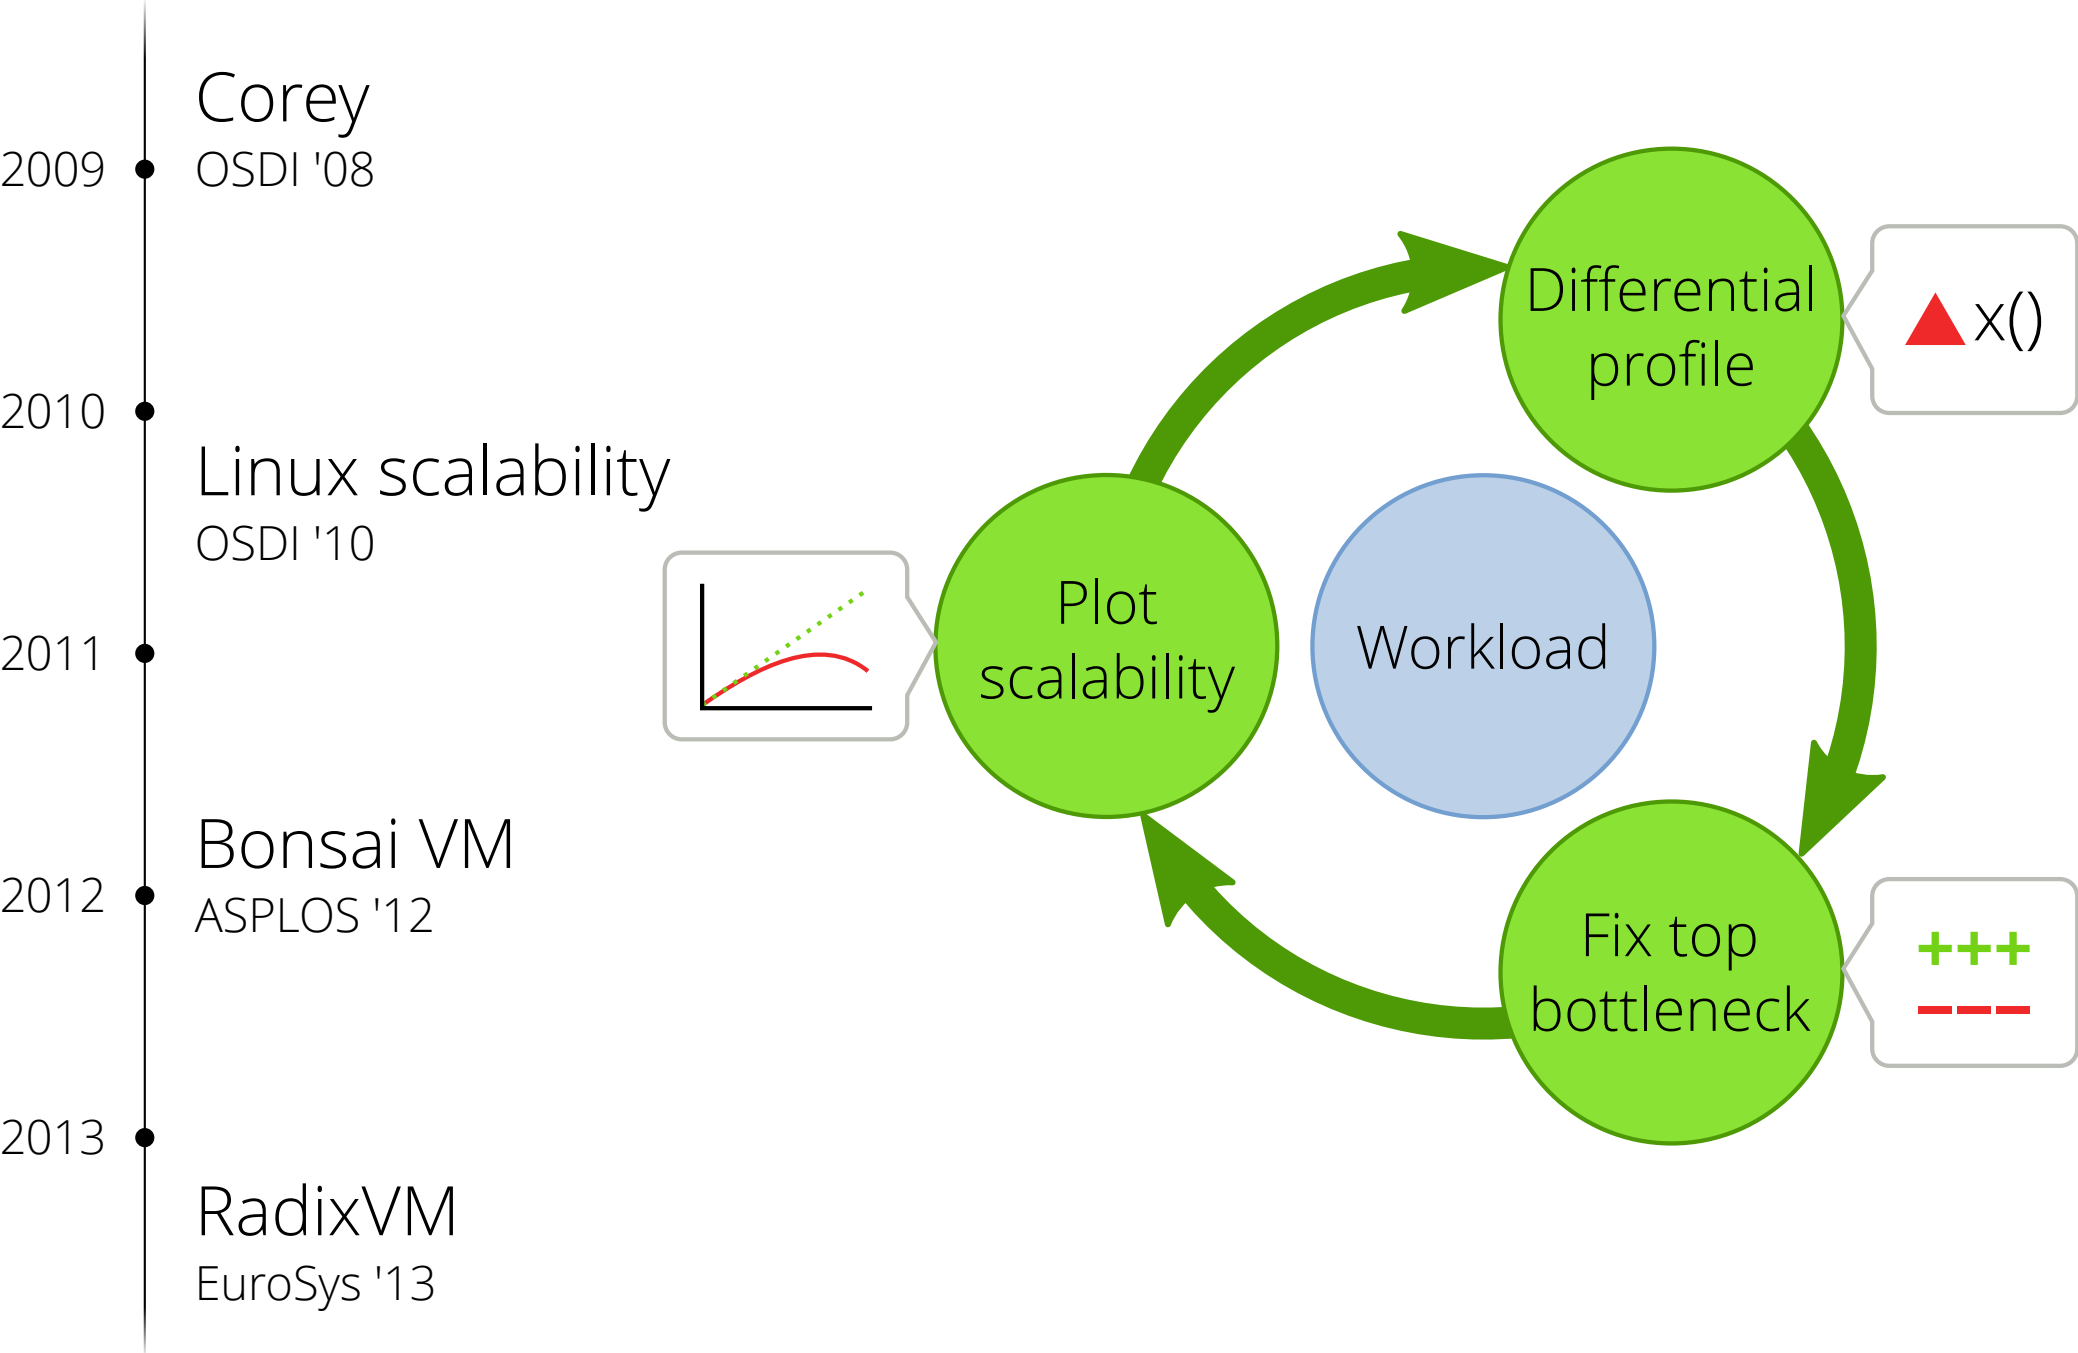 Corey
2009
OSDI '08
2010
Linux scalability
OSDI '10
2011
Bonsai VM
2012
ASPLOS '12
2013
RadixVM
EuroSys '13
Differential
profile
x()
Plot
scalability
Workload
Fix top
bottleneck
+++
---